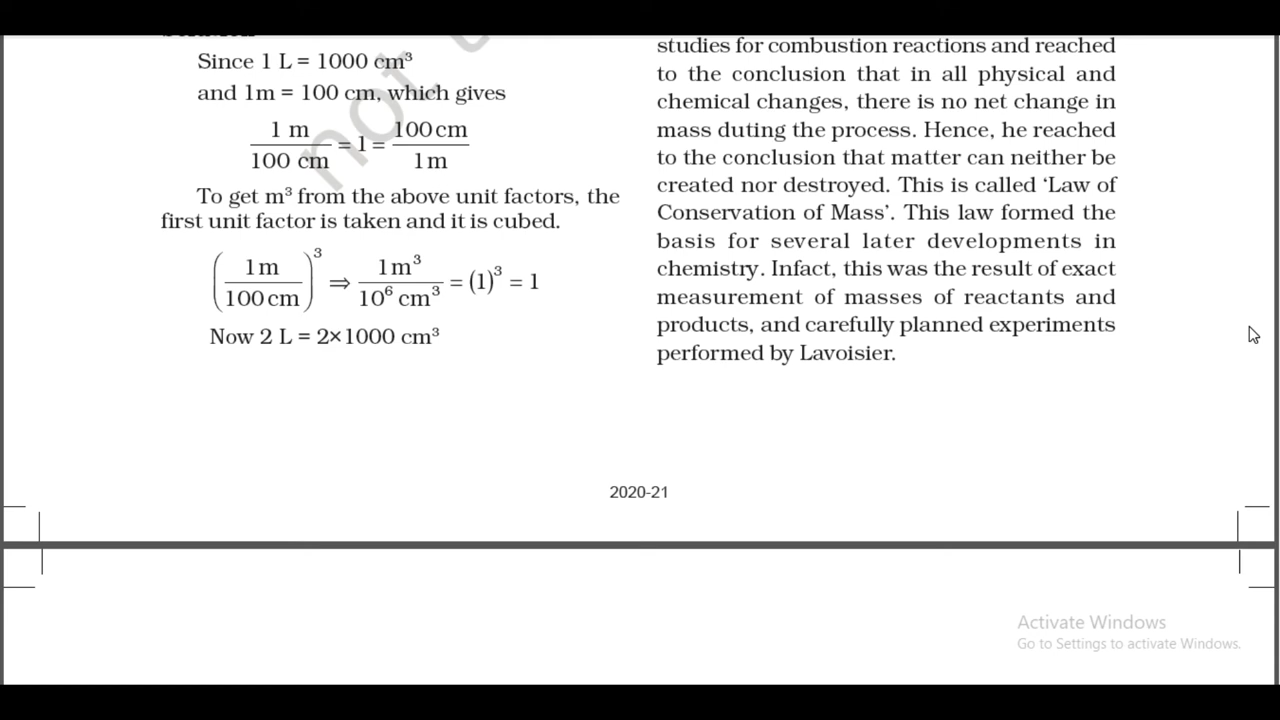 Since 1 L = 1000 cm³
and 1m = 100 cm, which gives
1 m / 100 cm = 1 = 100 cm / 1 m
To get m³ from the above unit factors, the
first unit factor is taken and it is cubed.
(1 m / 100 cm)³ ⇒ 1 m³ / 10⁶ cm³ = (1)³ = 1
Now 2 L = 2×1000 cm³
studies for combustion reactions and reached
to the conclusion that in all physical and
chemical changes, there is no net change in
mass duting the process. Hence, he reached
to the conclusion that matter can neither be
created nor destroyed. This is called ‘Law of
Conservation of Mass’. This law formed the
basis for several later developments in
chemistry. Infact, this was the result of exact
measurement of masses of reactants and
products, and carefully planned experiments
performed by Lavoisier.
not
2020-21
Activate Windows
Go to Settings to activate Windows.